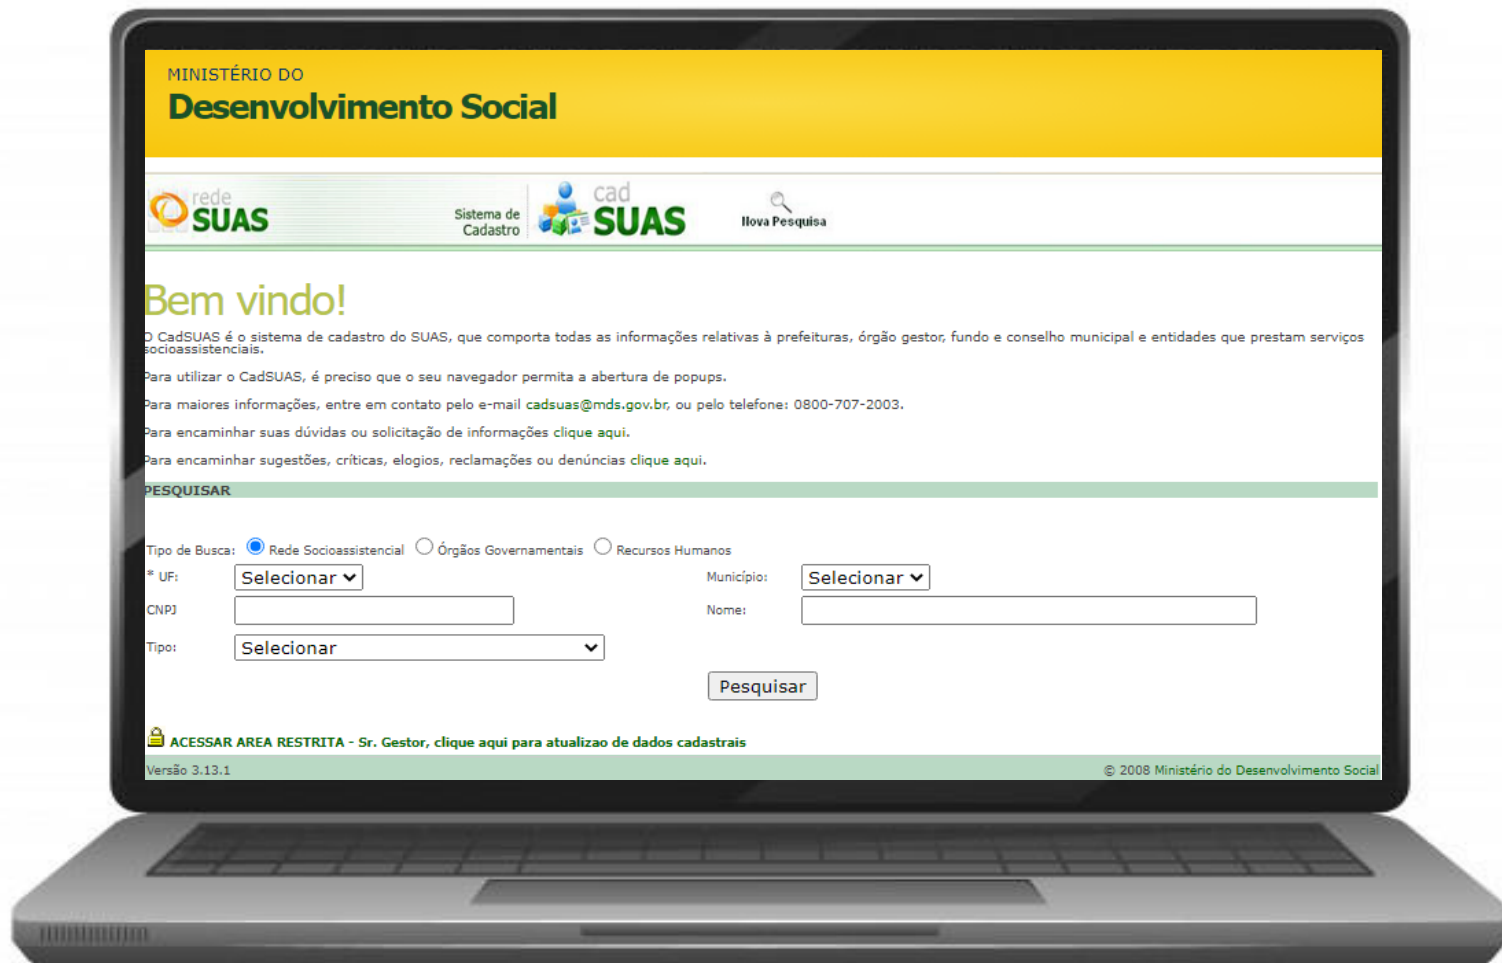 MINISTÉRIO DO
Desenvolvimento Social
rede
SUAS
Sistema de
Cadastro
cad
SUAS
Nova Pesquisa
Bem vindo!
O CadSUAS é o sistema de cadastro do SUAS, que comporta todas as informações relativas à prefeituras, órgão gestor, fundo e conselho municipal e entidades que prestam serviços
socioassistenciais.
Para utilizar o CadSUAS, é preciso que o seu navegador permita a abertura de popups.
Para maiores informações, entre em contato pelo e-mail cadsuas@mds.gov.br, ou pelo telefone: 0800-707-2003.
Para encaminhar suas dúvidas ou solicitação de informações clique aqui.
Para encaminhar sugestões, críticas, elogios, reclamações ou denúncias clique aqui.
PESQUISAR
Tipo de Busca: Rede Socioassistencial Órgãos Governamentais Recursos Humanos
* UF: Selecionar Município: Selecionar
CNPJ Nome:
Tipo: Selecionar
Pesquisar
ACESSAR AREA RESTRITA - Sr. Gestor, clique aqui para atualizao de dados cadastrais
Versão 3.13.1 © 2008 Ministério do Desenvolvimento Social